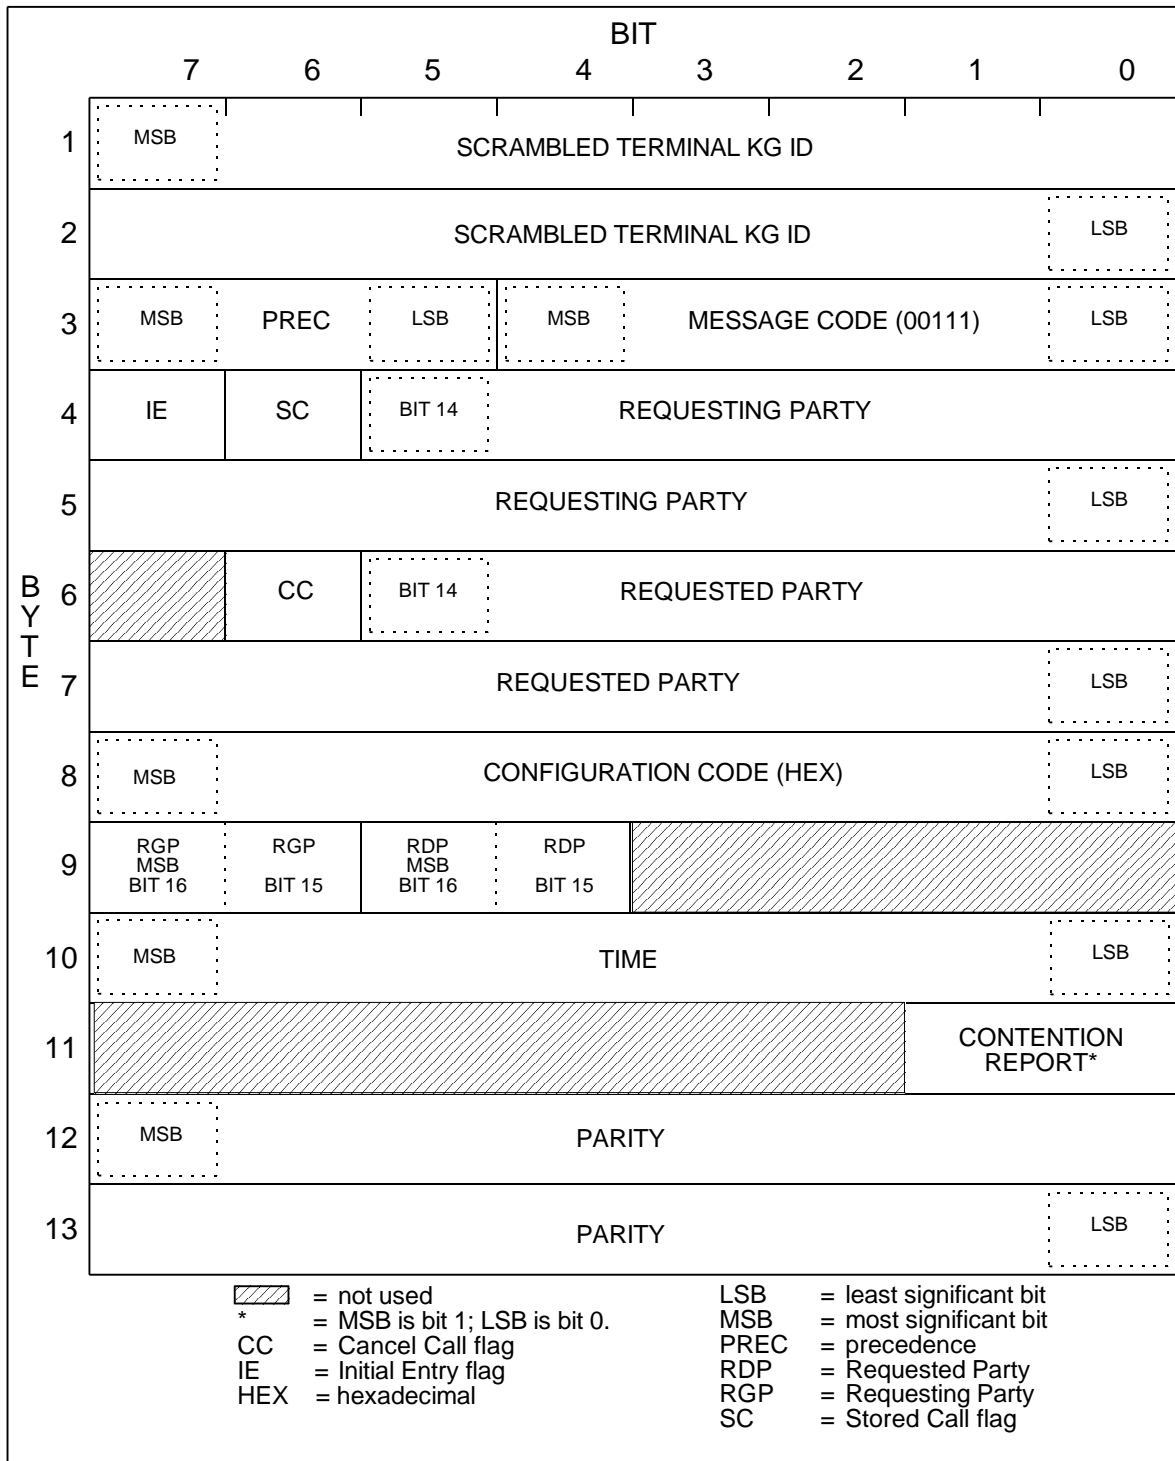 BIT
7 6 5 4 3 2 1 0
BYTE
1 MSB SCRAMBLED TERMINAL KG ID
2 SCRAMBLED TERMINAL KG ID LSB
3 MSB PREC LSB MSB MESSAGE CODE (00111) LSB
4 IE SC BIT 14 REQUESTING PARTY
5 REQUESTING PARTY LSB
6 CC BIT 14 REQUESTED PARTY
7 REQUESTED PARTY LSB
8 MSB CONFIGURATION CODE (HEX) LSB
9 RGP MSB BIT 16 RGP BIT 15 RDP MSB BIT 16 RDP BIT 15
10 MSB TIME LSB
11 CONTENTION REPORT*
12 MSB PARITY
13 PARITY LSB
= not used
* = MSB is bit 1; LSB is bit 0.
CC = Cancel Call flag
IE = Initial Entry flag
HEX = hexadecimal
LSB = least significant bit
MSB = most significant bit
PREC = precedence
RDP = Requested Party
RGP = Requesting Party
SC = Stored Call flag